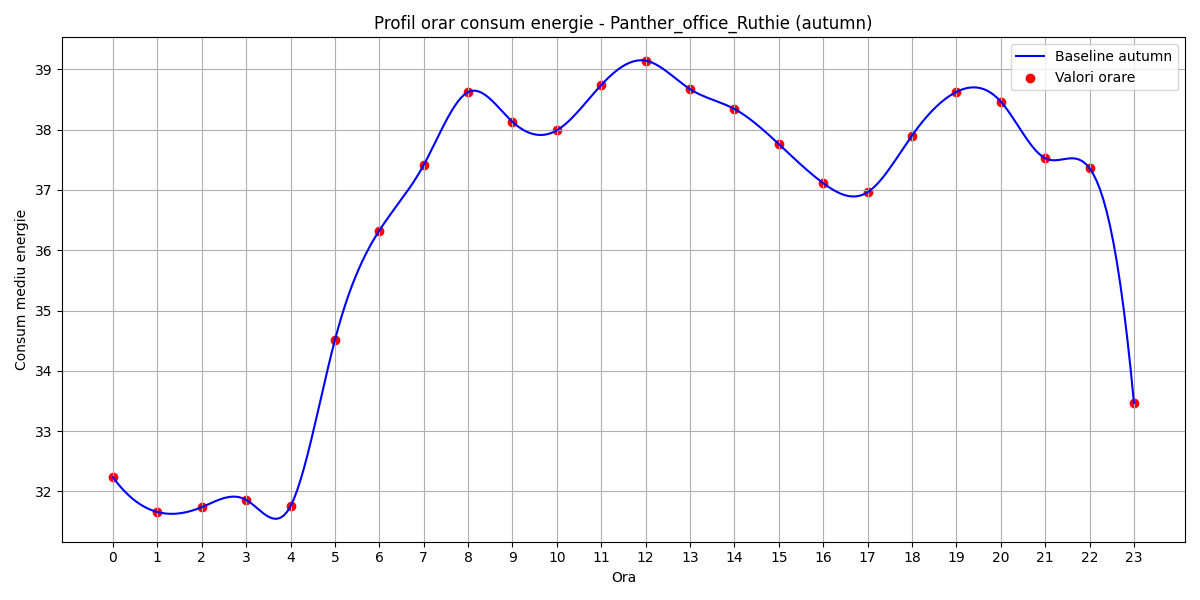 Profil orar consum energie - Panther_office_Ruthie (autumn)
Baseline autumn
Valori orare
Consum mediu energie
39
38
37
36
35
34
33
32
0 1 2 3 4 5 6 7 8 9 10 11 12 13 14 15 16 17 18 19 20 21 22 23
Ora